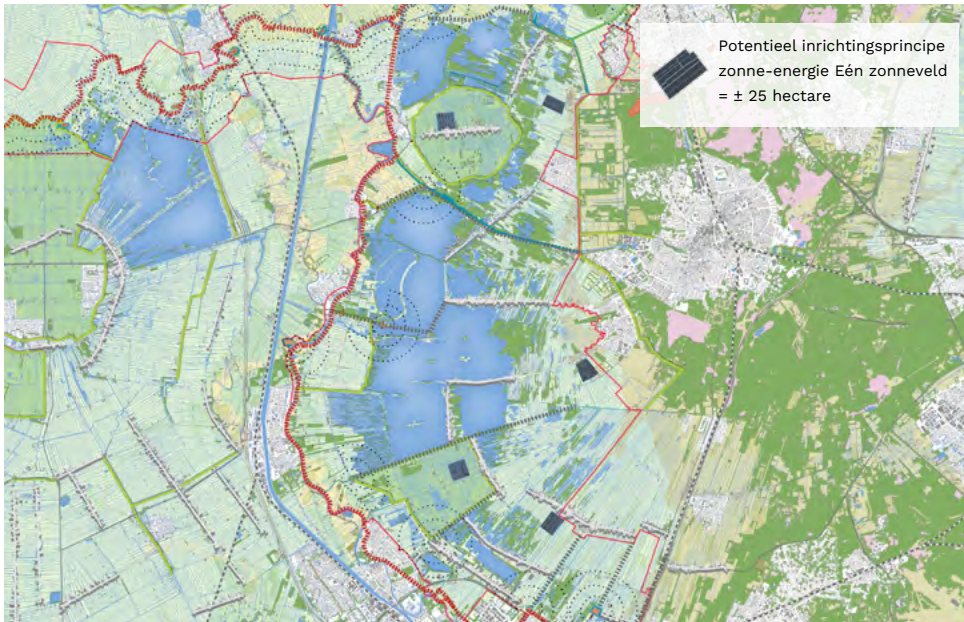 Potentieel inrichtingsprincipe
zonne-energie Eén zonneveld
= ± 25 hectare